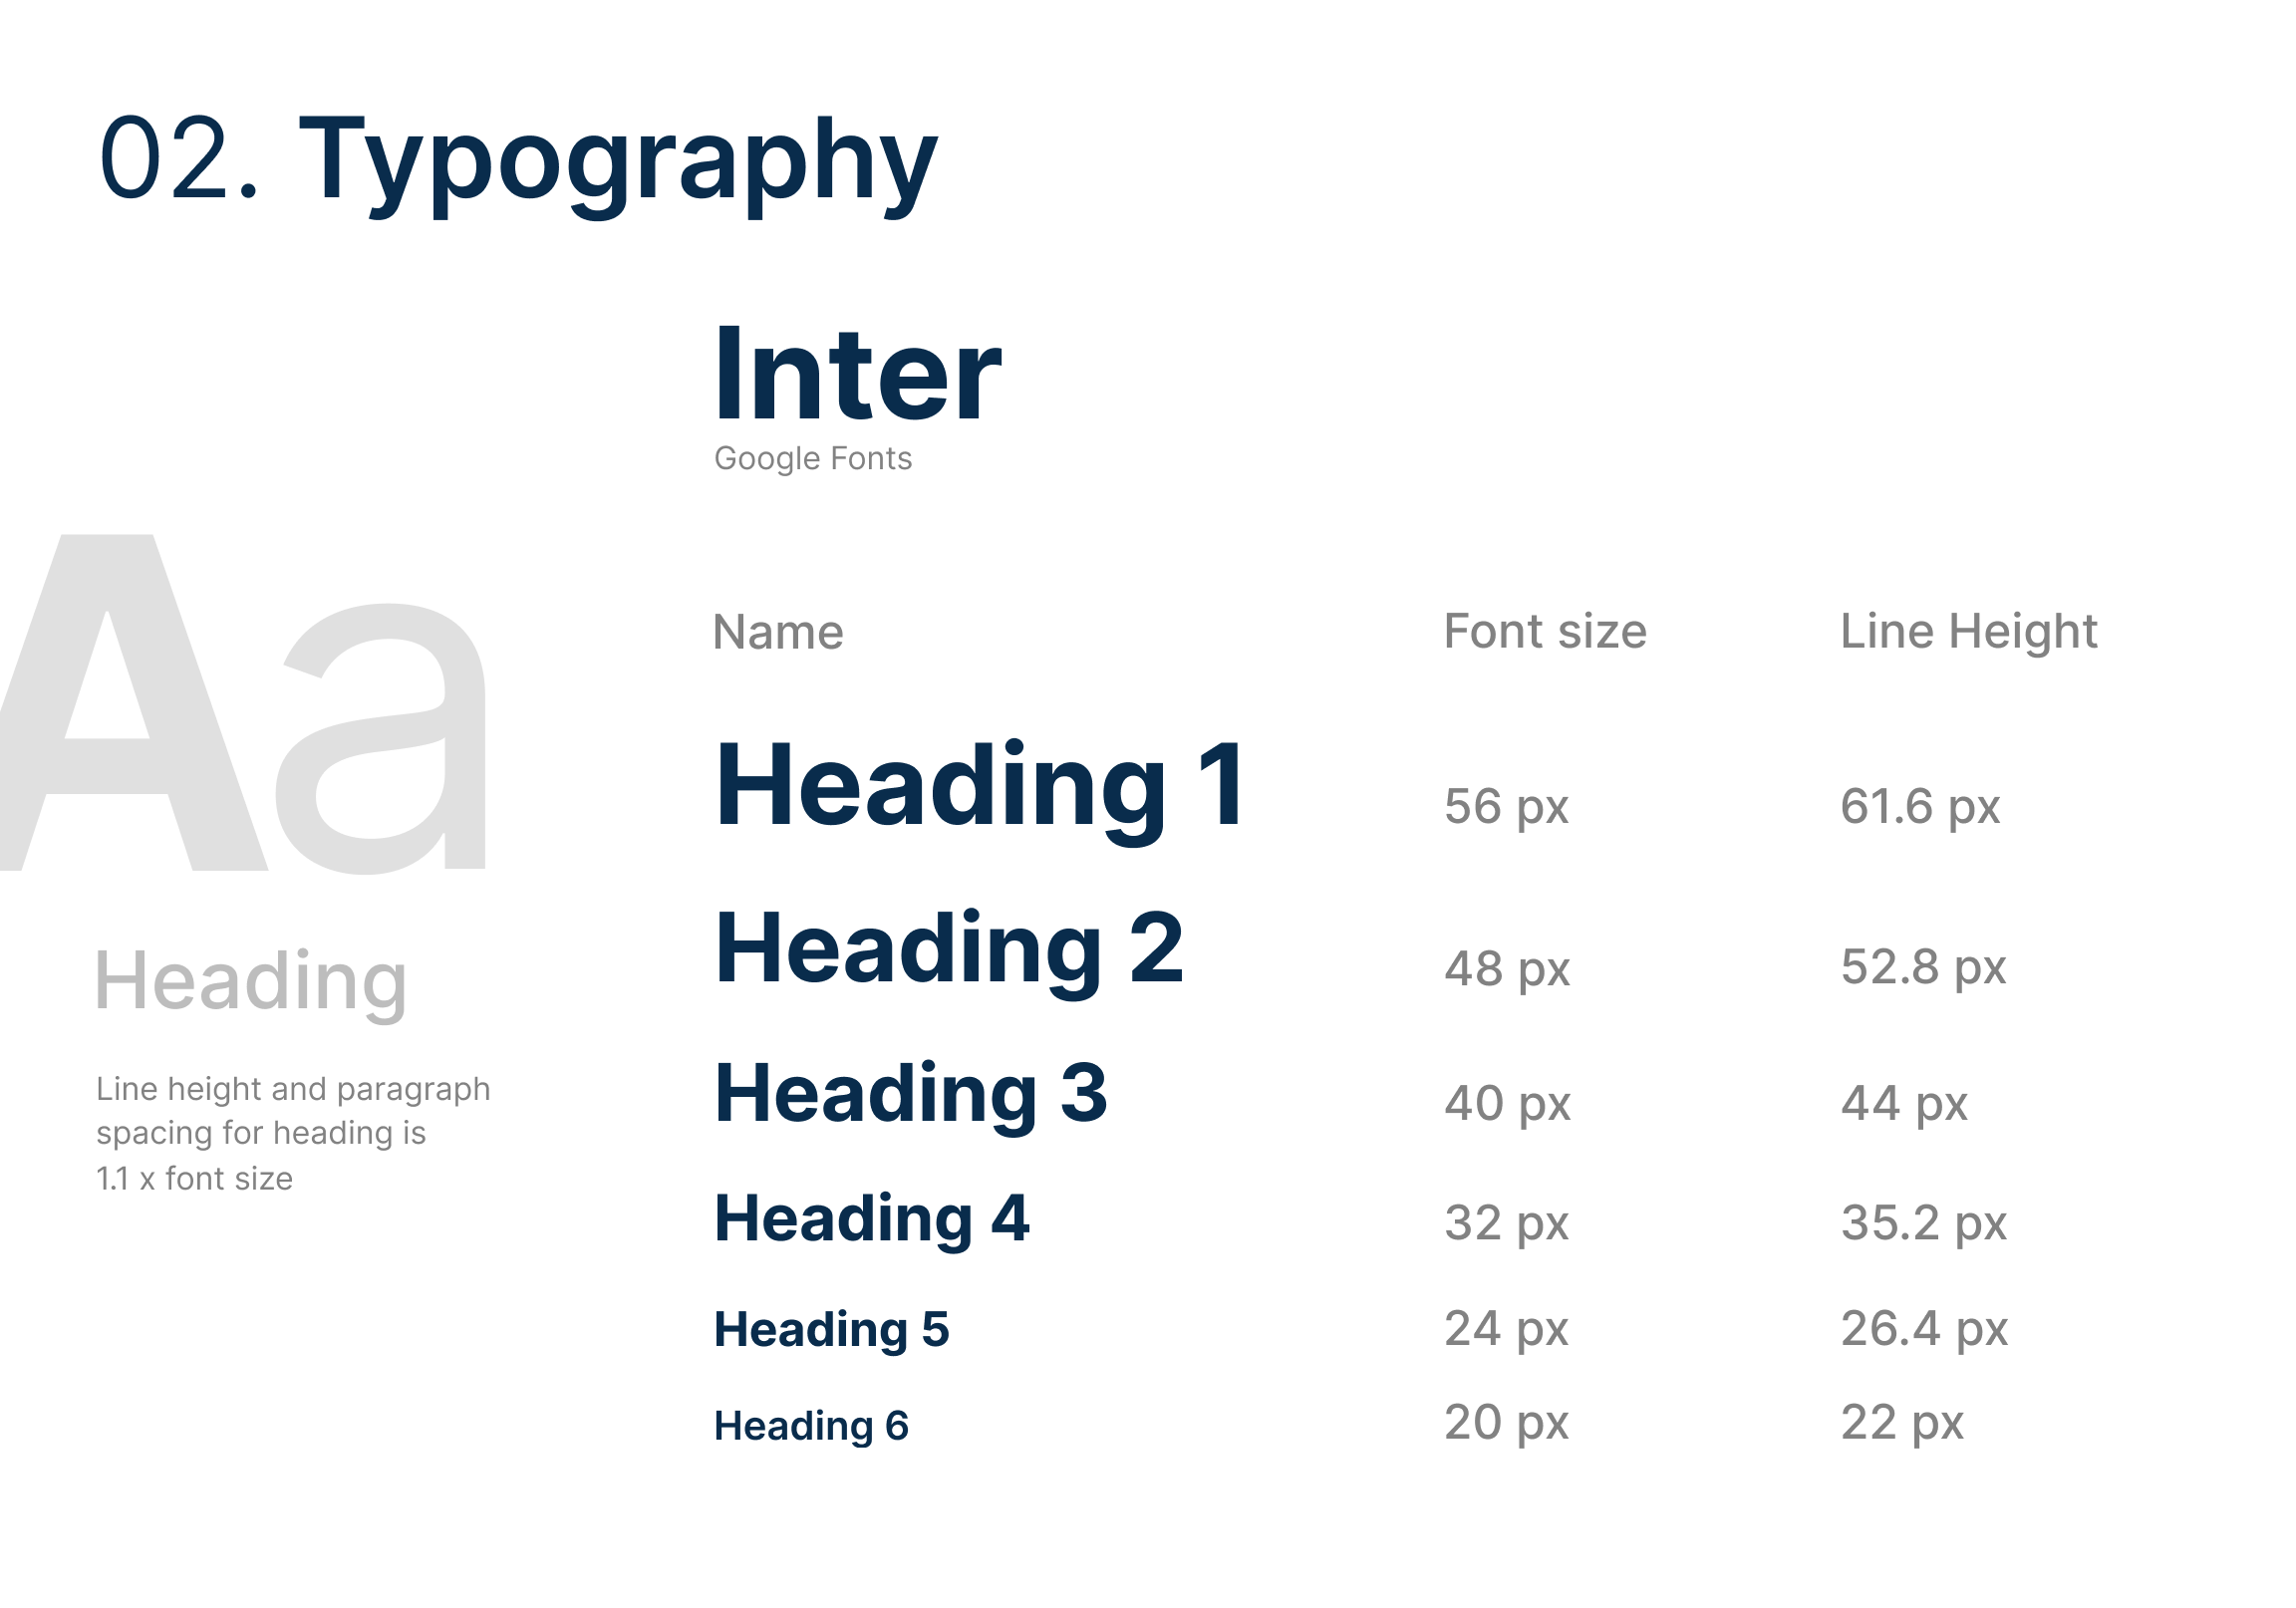 02. Typography
Inter
Google Fonts
Aa
Heading
Line height and paragraph
spacing for heading is
1.1 x font size
Name Font size Line Height
Heading 1 56 px 61.6 px
Heading 2 48 px 52.8 px
Heading 3 40 px 44 px
Heading 4 32 px 35.2 px
Heading 5 24 px 26.4 px
Heading 6 20 px 22 px